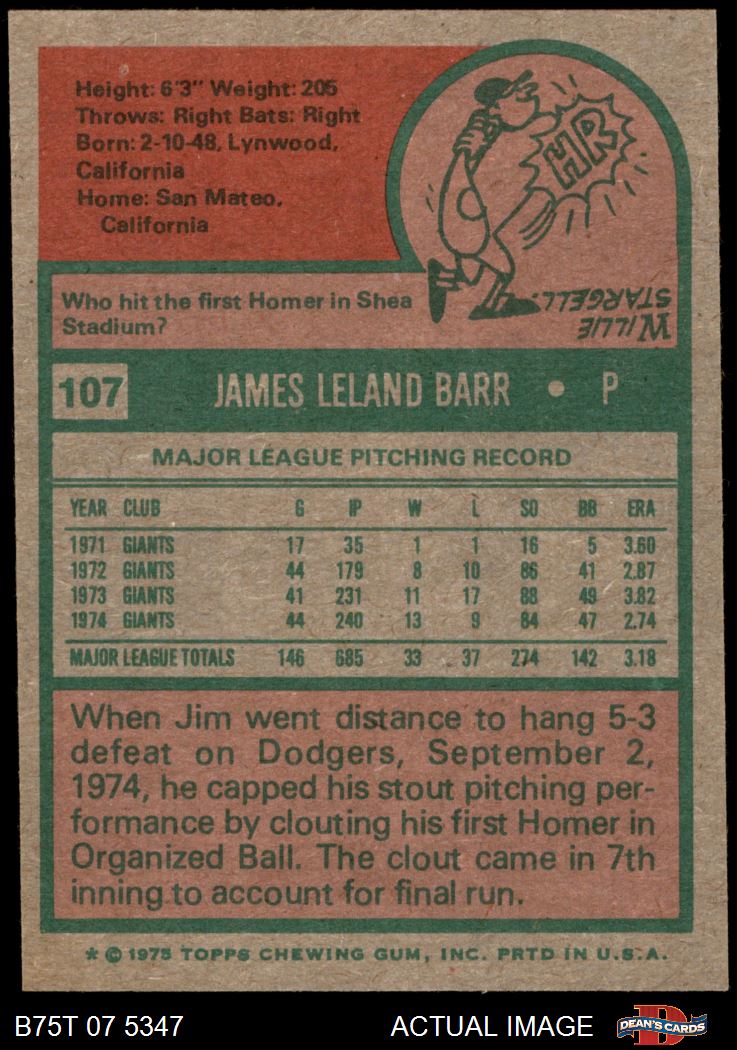 Height: 6'3" Weight: 205
Throws: Right Bats: Right
Born: 2-10-48, Lynwood,
California
Home: San Mateo,
California
HR
WILLIE
STARGELL.
Who hit the first Homer in Shea
Stadium?
107 JAMES LELAND BARR • P
MAJOR LEAGUE PITCHING RECORD
YEAR CLUB G IP W L SO BB ERA
1971 GIANTS 17 35 1 1 16 5 3.60
1972 GIANTS 44 179 8 10 86 41 2.87
1973 GIANTS 41 231 11 17 88 49 3.82
1974 GIANTS 44 240 13 9 84 47 2.74
MAJOR LEAGUE TOTALS 146 685 33 37 274 142 3.18
When Jim went distance to hang 5-3
defeat on Dodgers, September 2,
1974, he capped his stout pitching per-
formance by clouting his first Homer in
Organized Ball. The clout came in 7th
inning to account for final run.
* © 1975 TOPPS CHEWING GUM, INC. PRTD IN U.S.A.
B75T 07 5347 ACTUAL IMAGE
D
DEAN'S CARDS